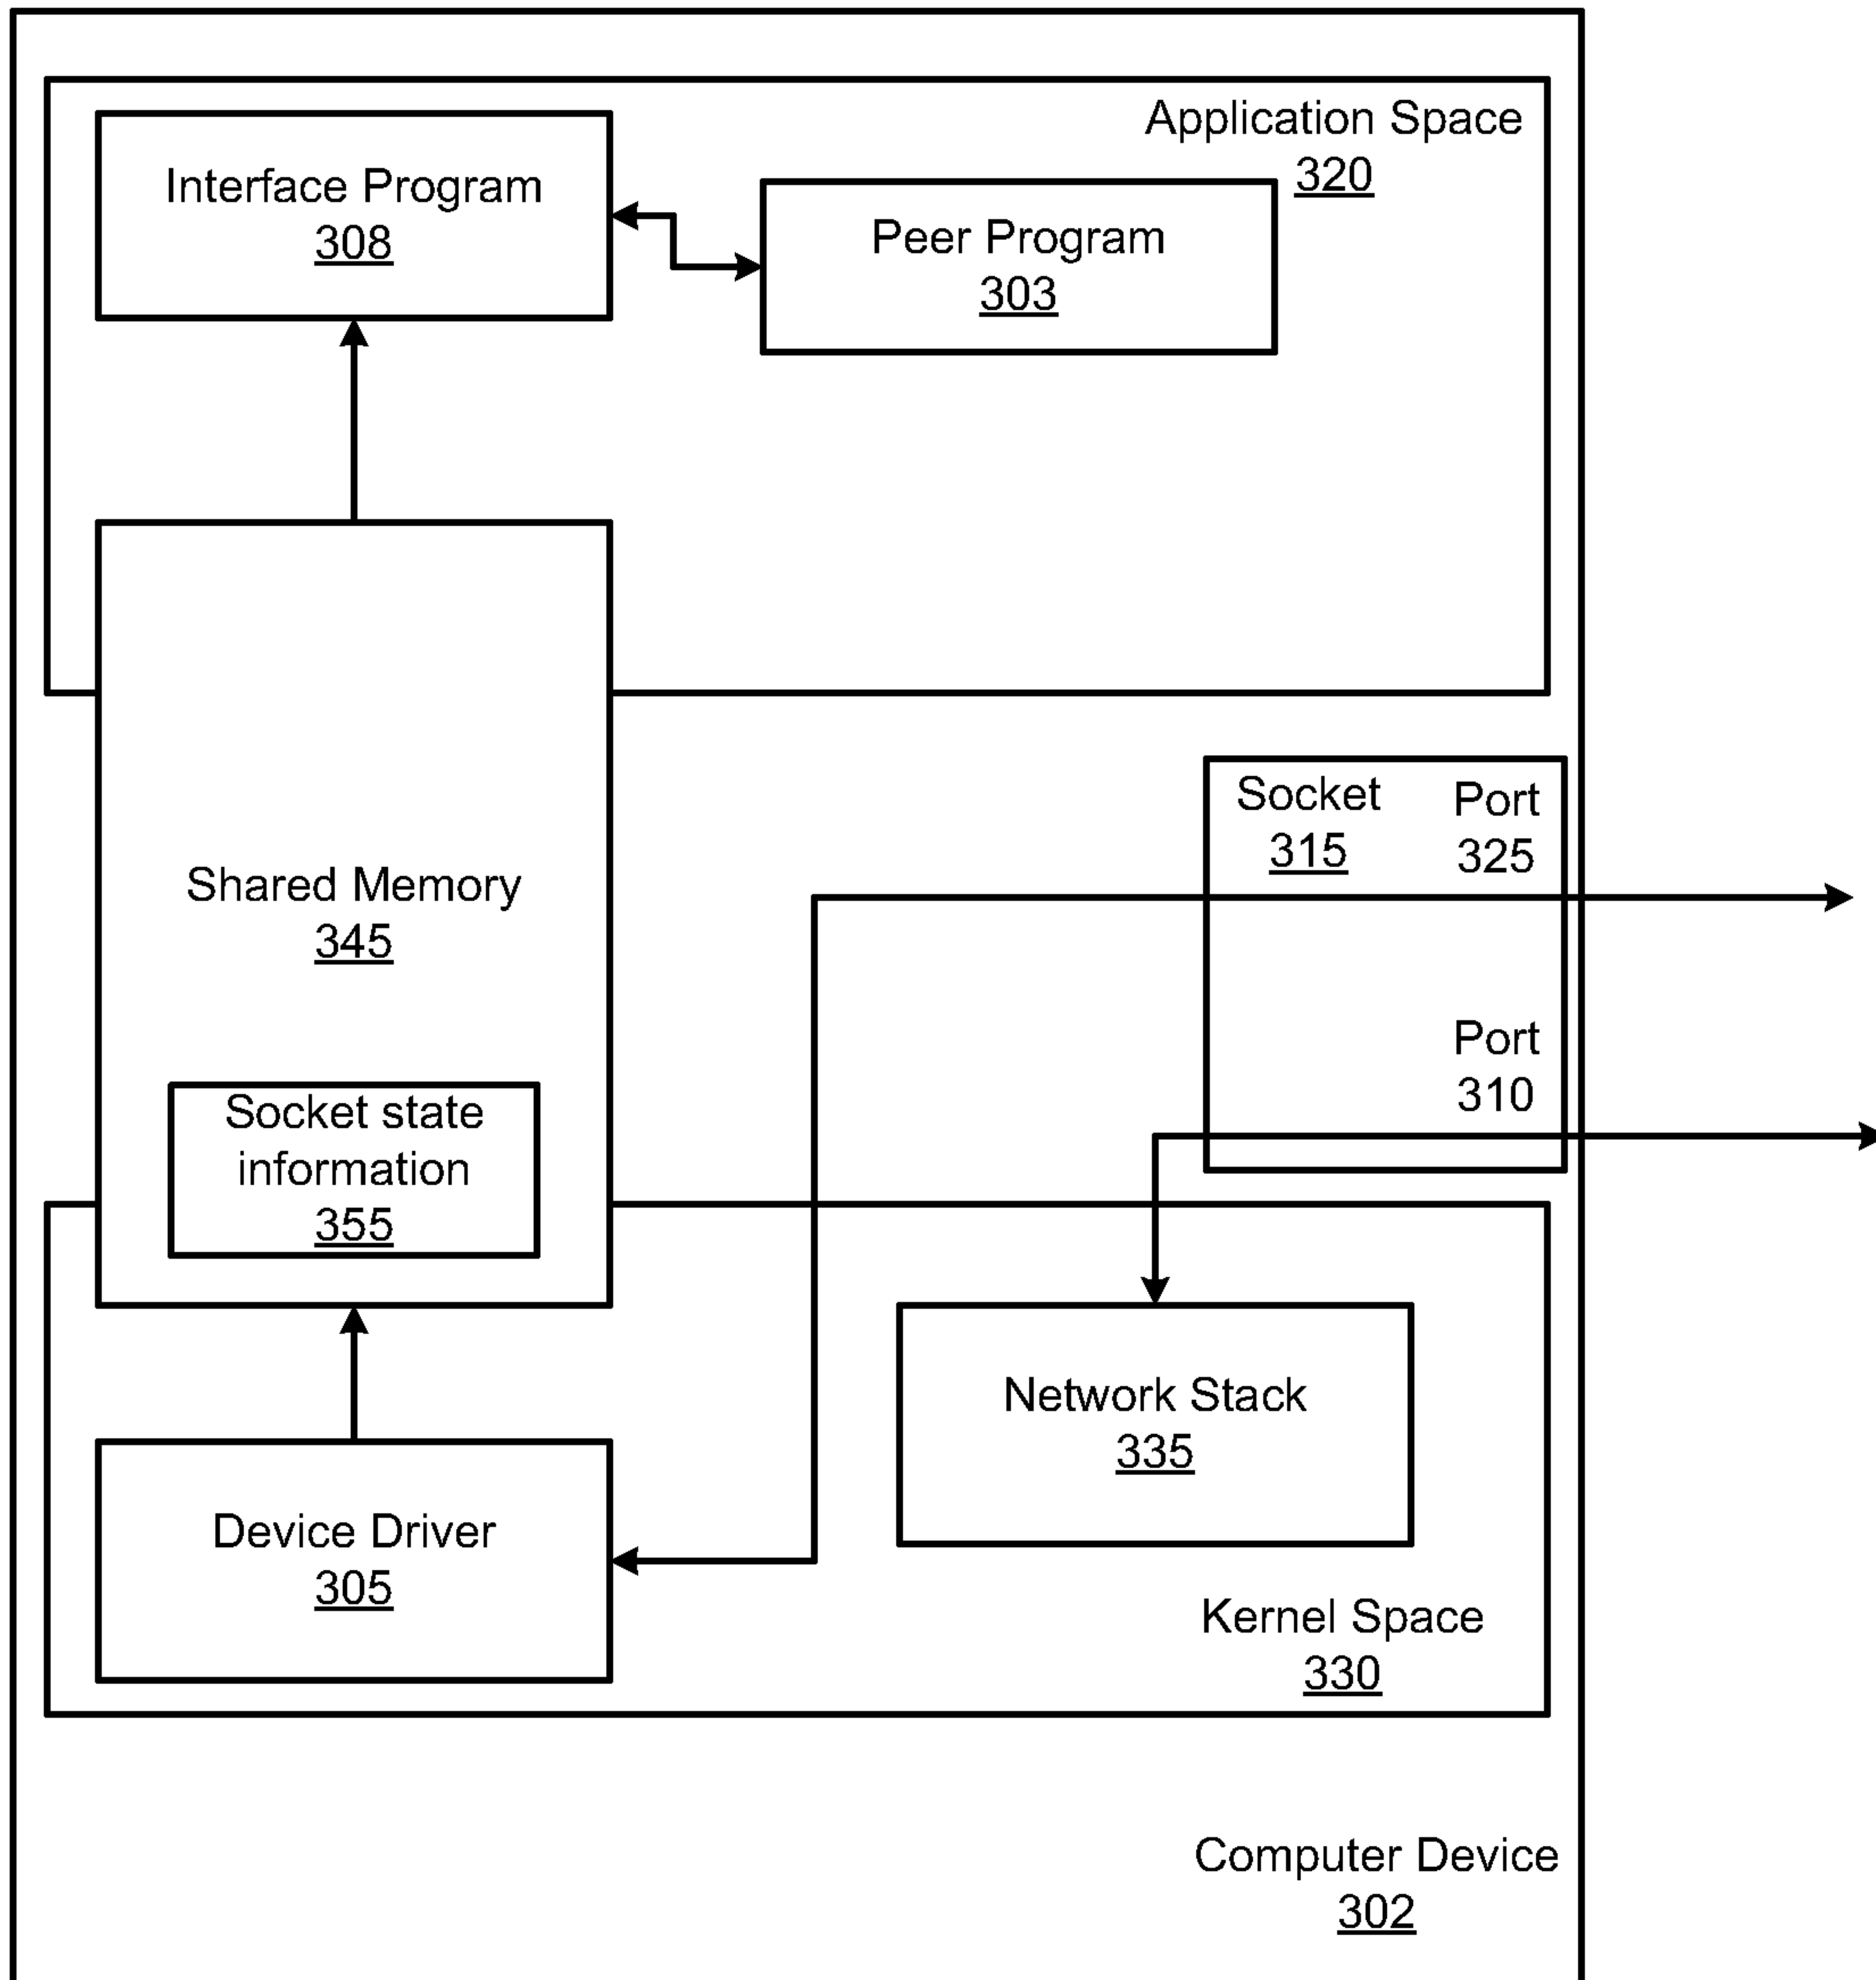 Application Space
320
Interface Program
308
Peer Program
303
Socket
315
Port
325
Shared Memory
345
Port
310
Socket state
information
355
Network Stack
335
Device Driver
305
Kernel Space
330
Computer Device
302